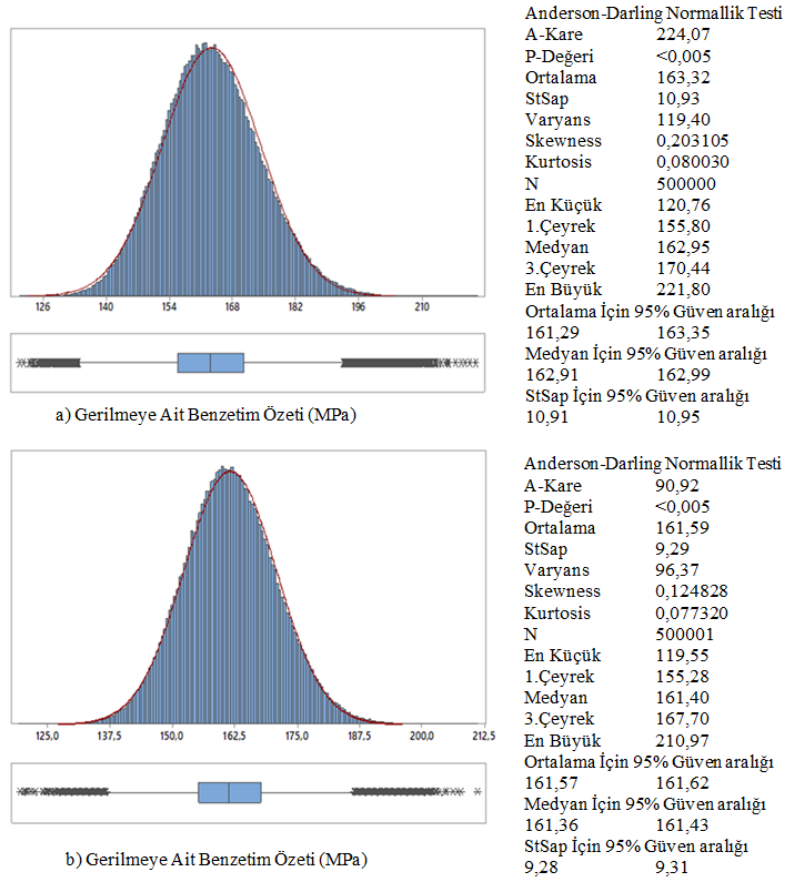 Anderson-Darling Normallik Testi
A-Kare 224,07
P-Değeri <0,005
Ortalama 163,32
StSap 10,93
Varyans 119,40
Skewness 0,203105
Kurtosis 0,080030
N 500000
En Küçük 120,76
1.Çeyrek 155,80
Medyan 162,95
3.Çeyrek 170,44
En Büyük 221,80
Ortalama İçin 95% Güven aralığı
161,29 163,35
Medyan İçin 95% Güven aralığı
162,91 162,99
StSap İçin 95% Güven aralığı
10,91 10,95
126 140 154 168 182 196 210
a) Gerilmeye Ait Benzetim Özeti (MPa)
Anderson-Darling Normallik Testi
A-Kare 90,92
P-Değeri <0,005
Ortalama 161,59
StSap 9,29
Varyans 96,37
Skewness 0,124828
Kurtosis 0,077320
N 500001
En Küçük 119,55
1.Çeyrek 155,28
Medyan 161,40
3.Çeyrek 167,70
En Büyük 210,97
Ortalama İçin 95% Güven aralığı
161,57 161,62
Medyan İçin 95% Güven aralığı
161,36 161,43
StSap İçin 95% Güven aralığı
9,28 9,31
125,0 137,5 150,0 162,5 175,0 187,5 200,0 212,5
b) Gerilmeye Ait Benzetim Özeti (MPa)